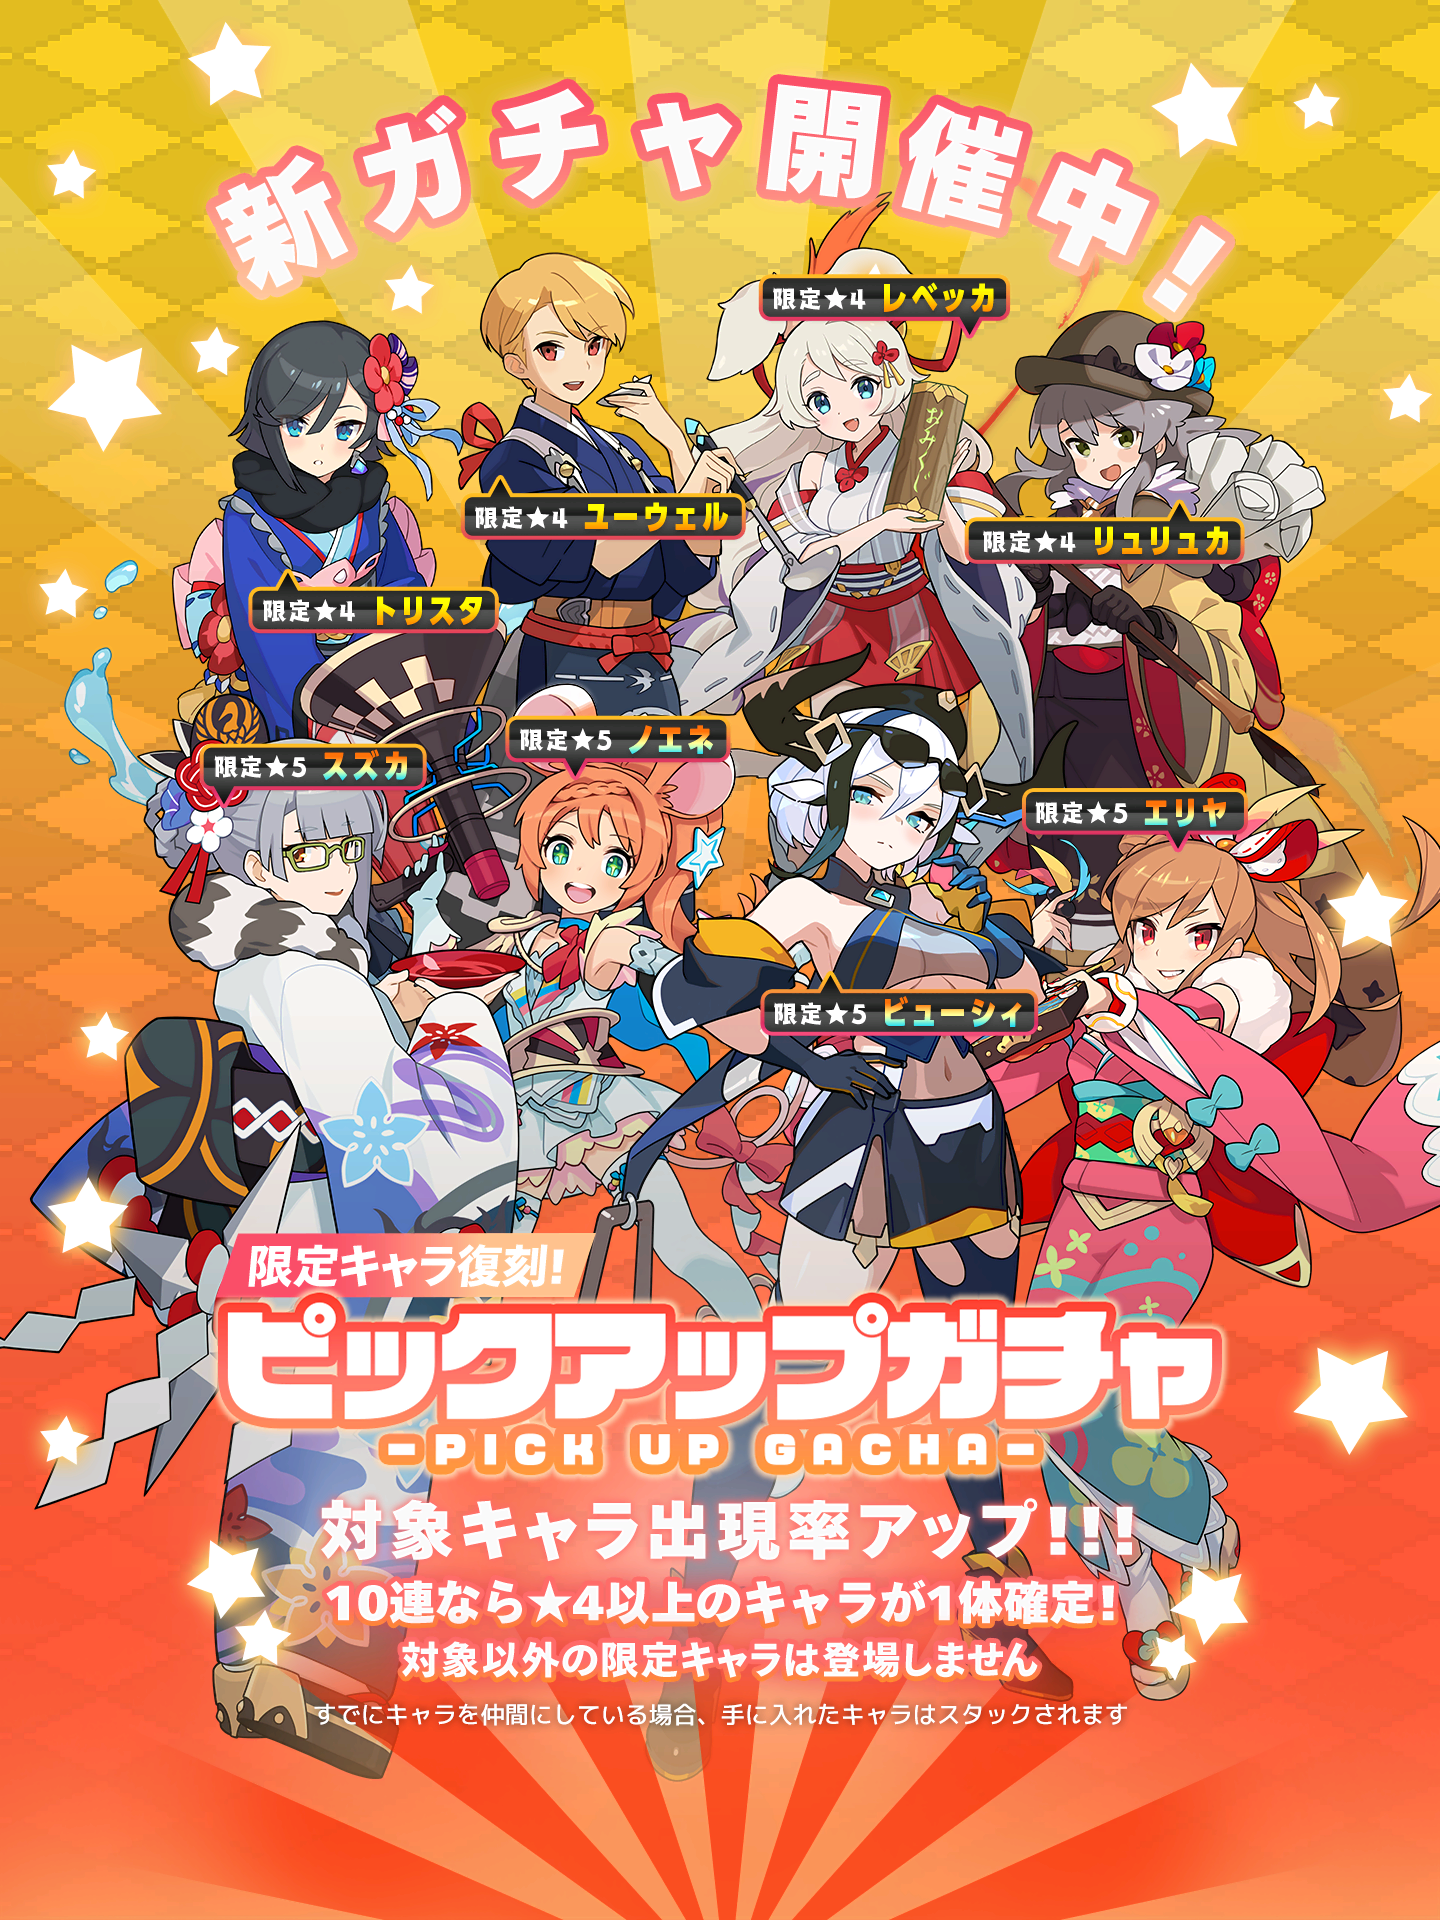 新ガチャ開催中!
限定★4 レベッカ
限定★4 ユーウェル
限定★4 リュリュカ
限定★4 トリスタ
おみくじ
限定★5 ノエネ
限定★5 スズカ
限定★5 エリヤ
限定★5 ビューシィ
限定キャラ復刻!
ピックアップガチャ
-PICK UP GACHA-
対象キャラ出現率アップ!!!
10連なら★4以上のキャラが1体確定!
対象以外の限定キャラは登場しません
すでにキャラを仲間にしている場合、手に入れたキャラはスタックされます